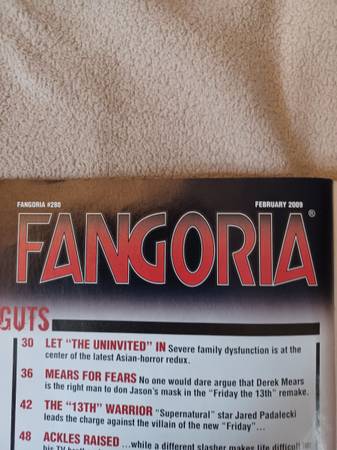 FANGORIA #280 FEBRUARY 2009
FANGORIA®
GUTS
30 LET "THE UNINVITED" IN Severe family dysfunction is at the
center of the latest Asian-horror redux.
36 MEARS FOR FEARS No one would dare argue that Derek Mears
is the right man to don Jason's mask in the "Friday the 13th" remake.
42 THE "13TH" WARRIOR "Supernatural" star Jared Padalecki
leads the charge against the villain of the new "Friday"...
48 ACKLES RAISED ...while a different slasher makes life difficult
his TV